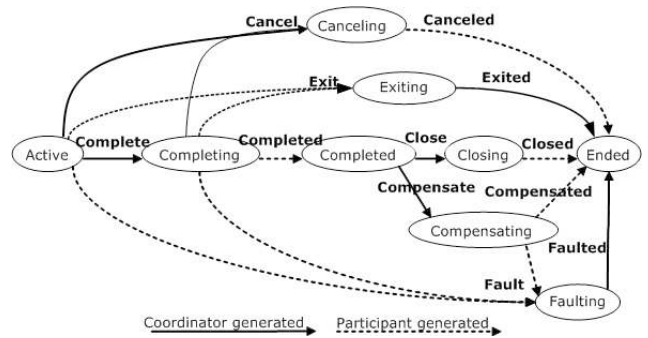 Cancel
Canceling
Canceled
Exit
Exiting
Exited
Active
Complete
Completing
Completed
Completed
Close
Closing
Closed
Ended
Compensate
Compensated
Compensating
Faulted
Fault
Faulting
Coordinator generated
Participant generated